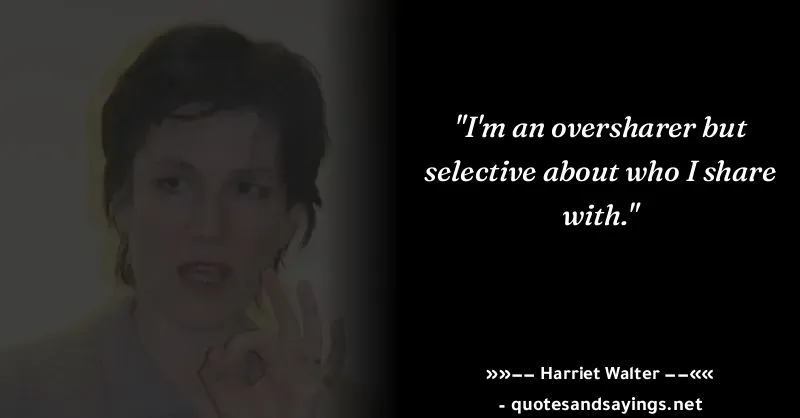 "I'm an oversharer but
selective about who I share
with."
»»–– Harriet Walter ––««
- quotesandsayings.net